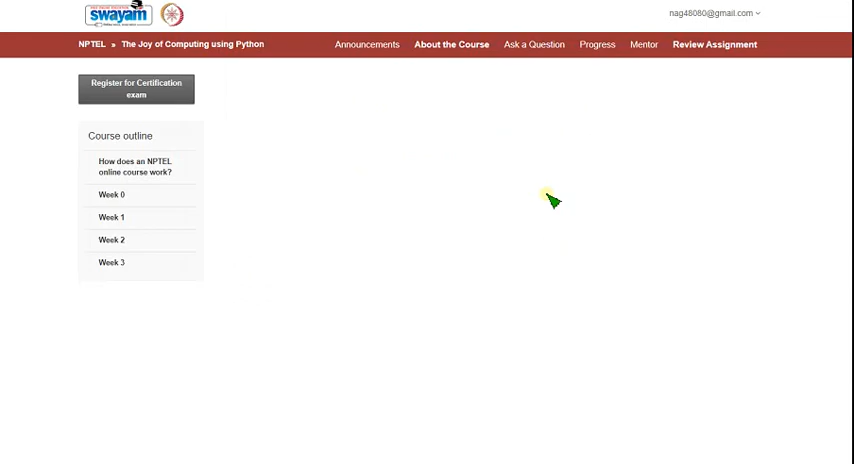 swayam
nag48080@gmail.com
NPTEL » The Joy of Computing using Python
Announcements About the Course Ask a Question Progress Mentor Review Assignment
Register for Certification
exam
Course outline
How does an NPTEL
online course work?
Week 0
Week 1
Week 2
Week 3